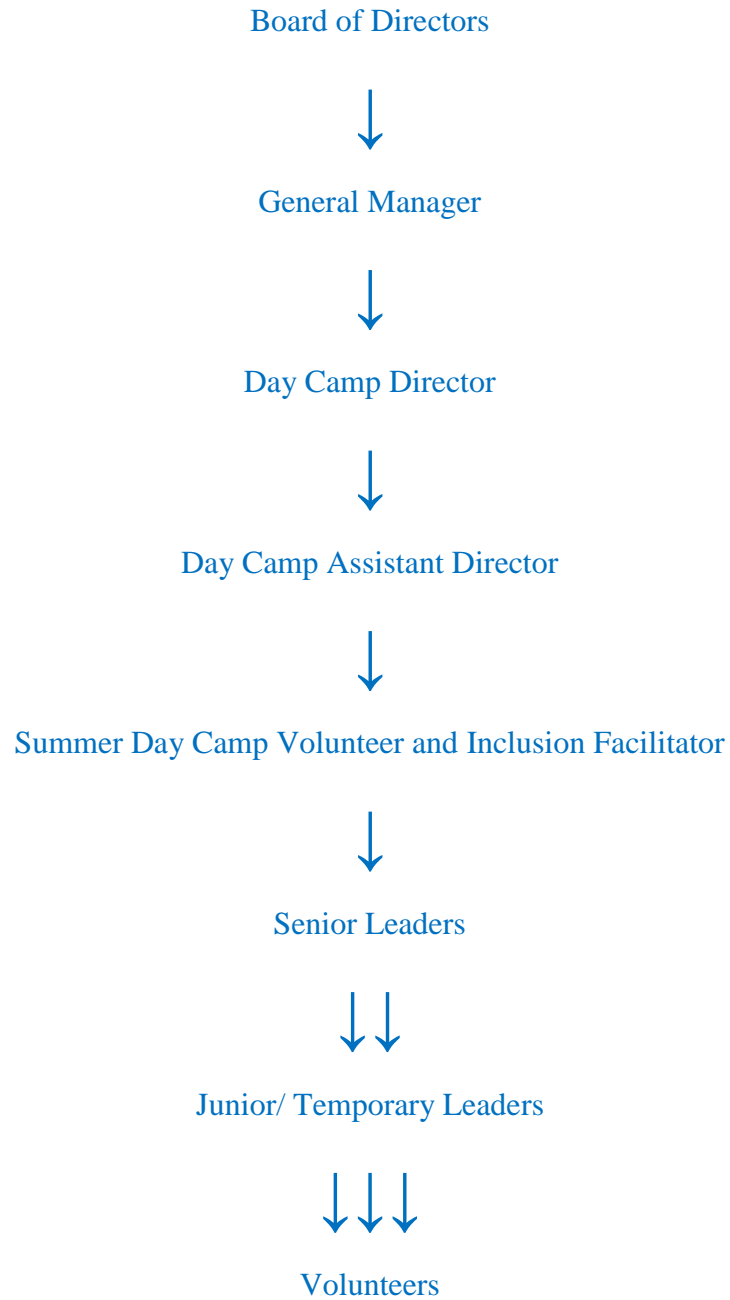 Board of Directors
↓
General Manager
↓
Day Camp Director
↓
Day Camp Assistant Director
↓
Summer Day Camp Volunteer and Inclusion Facilitator
↓
Senior Leaders
↓↓
Junior/ Temporary Leaders
↓↓↓
Volunteers